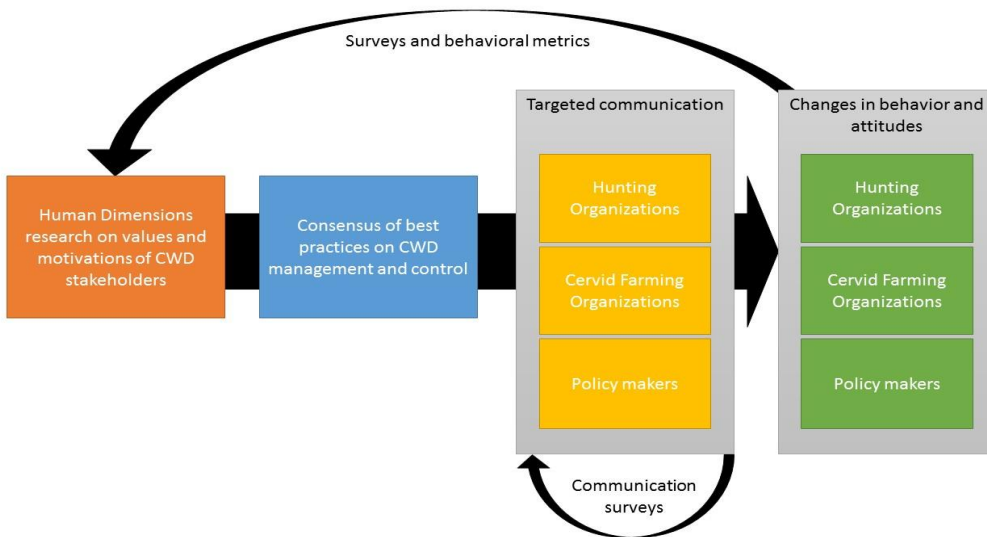 Surveys and behavioral metrics
Human Dimensions
research on values and
motivations of CWD
stakeholders
Consensus of best
practices on CWD
management and control
Targeted communication
Hunting
Organizations
Cervid Farming
Organizations
Policy makers
Changes in behavior and
attitudes
Hunting
Organizations
Cervid Farming
Organizations
Policy makers
Communication
surveys